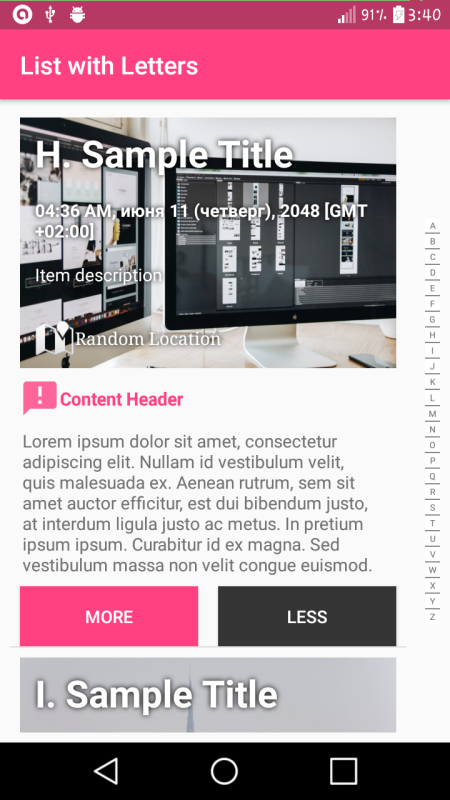 91% 3:40
List with Letters
H. Sample Title
04:36 AM, июня 11 (четверг), 2048 [GMT
+02:00]
Item description
Random Location
Content Header
Lorem ipsum dolor sit amet, consectetur
adipiscing elit. Nullam id vestibulum velit,
quis malesuada ex. Aenean rutrum, sem sit
amet auctor efficitur, est dui bibendum justo,
at interdum ligula justo ac metus. In pretium
ipsum ipsum. Curabitur id ex magna. Sed
vestibulum massa non velit congue euismod.
MORE
LESS
I. Sample Title
A
B
C
D
E
F
G
H
I
J
K
L
M
N
O
P
Q
R
S
T
U
V
W
X
Y
Z